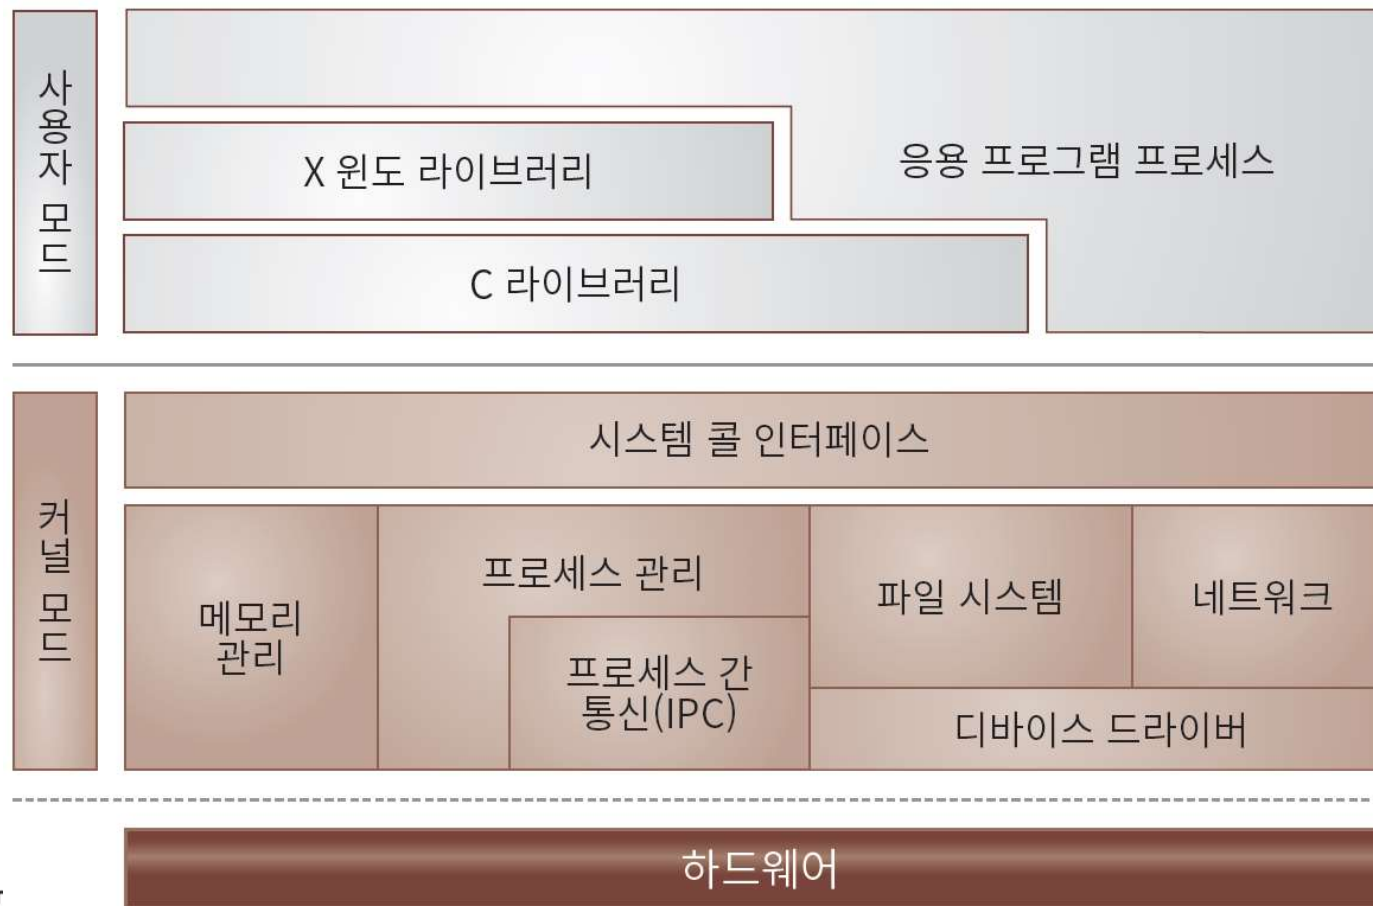 사용자 모드
응용 프로그램 프로세스
X 윈도 라이브러리
C 라이브러리
커널 모드
시스템 콜 인터페이스
메모리
관리
프로세스 관리
프로세스 간
통신(IPC)
파일 시스템
네트워크
디바이스 드라이버
하드웨어